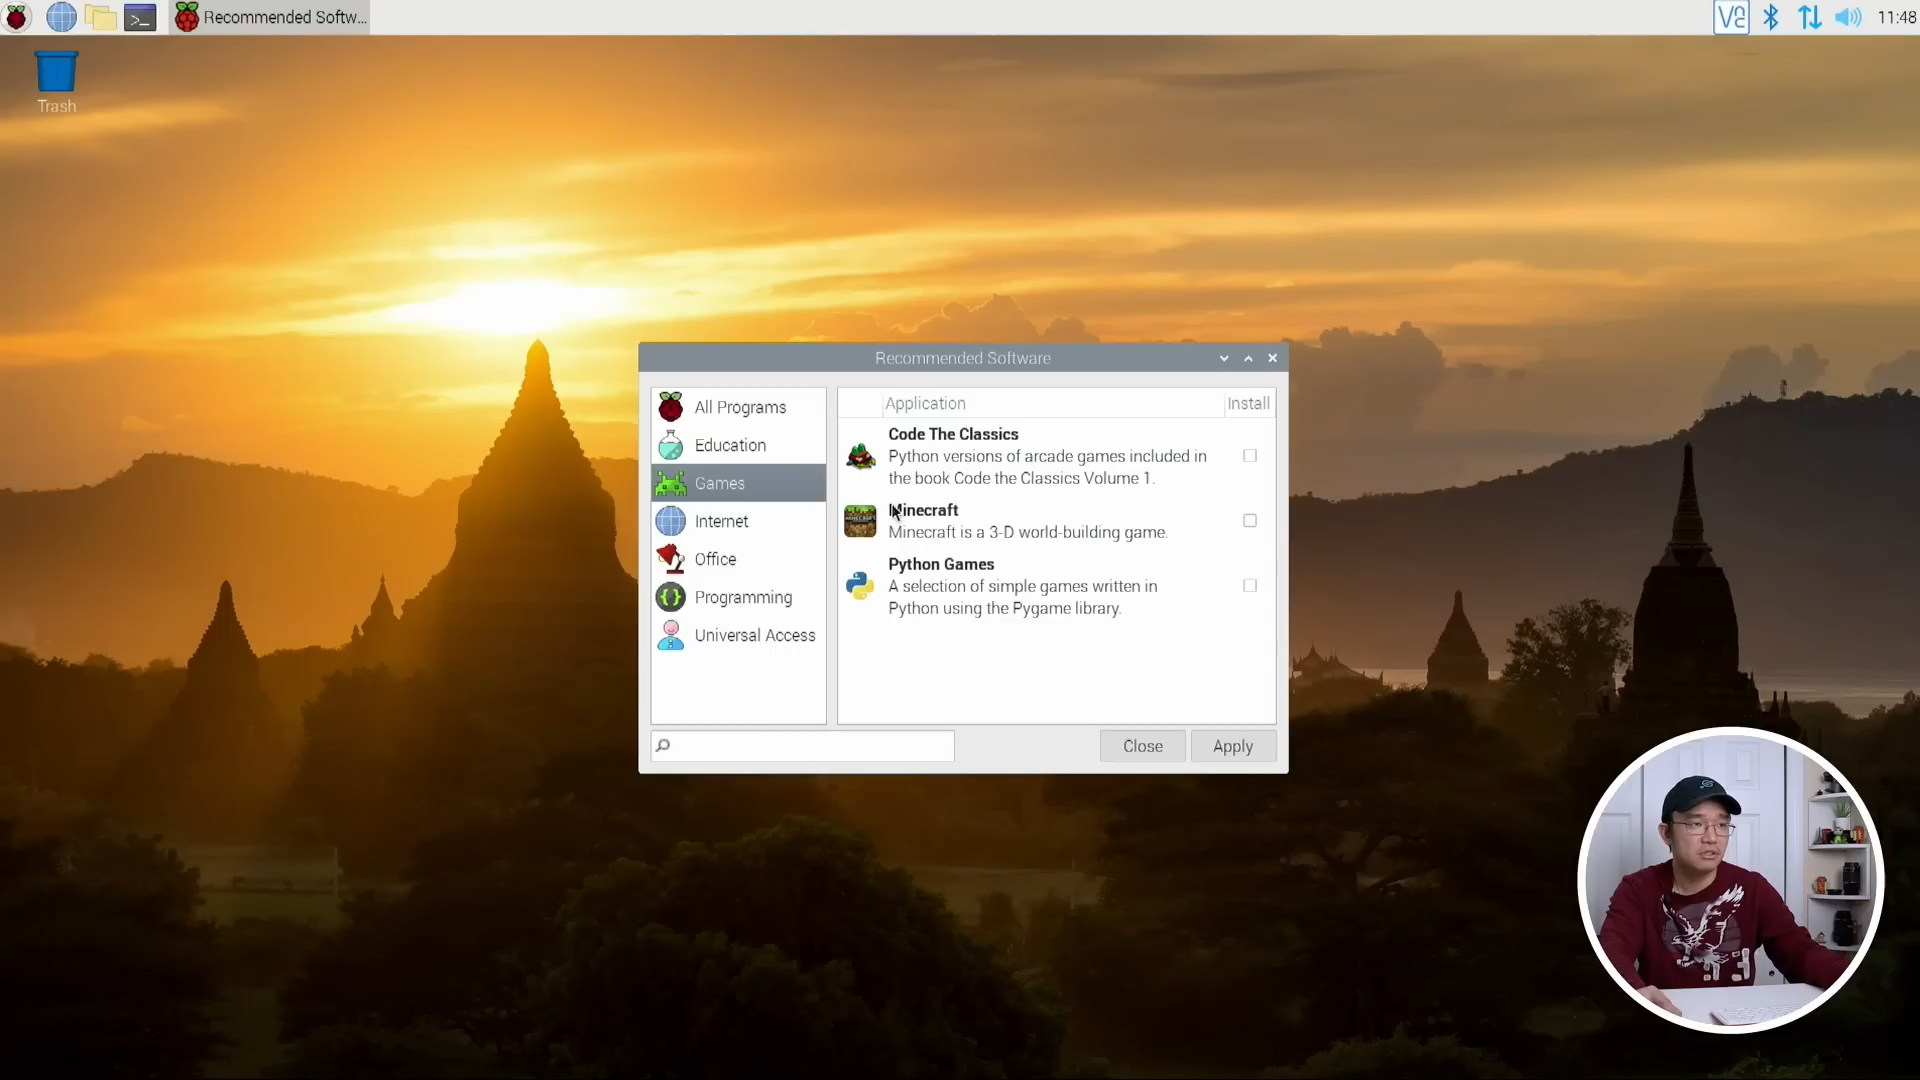 Recommended Softw...
VNC
11:48
Trash
Recommended Software
All Programs
Education
Games
Internet
Office
Programming
Universal Access
Application
Install
Code The Classics
Python versions of arcade games included in
the book Code the Classics Volume 1.
Minecraft
Minecraft is a 3-D world-building game.
Python Games
A selection of simple games written in
Python using the Pygame library.
Close
Apply